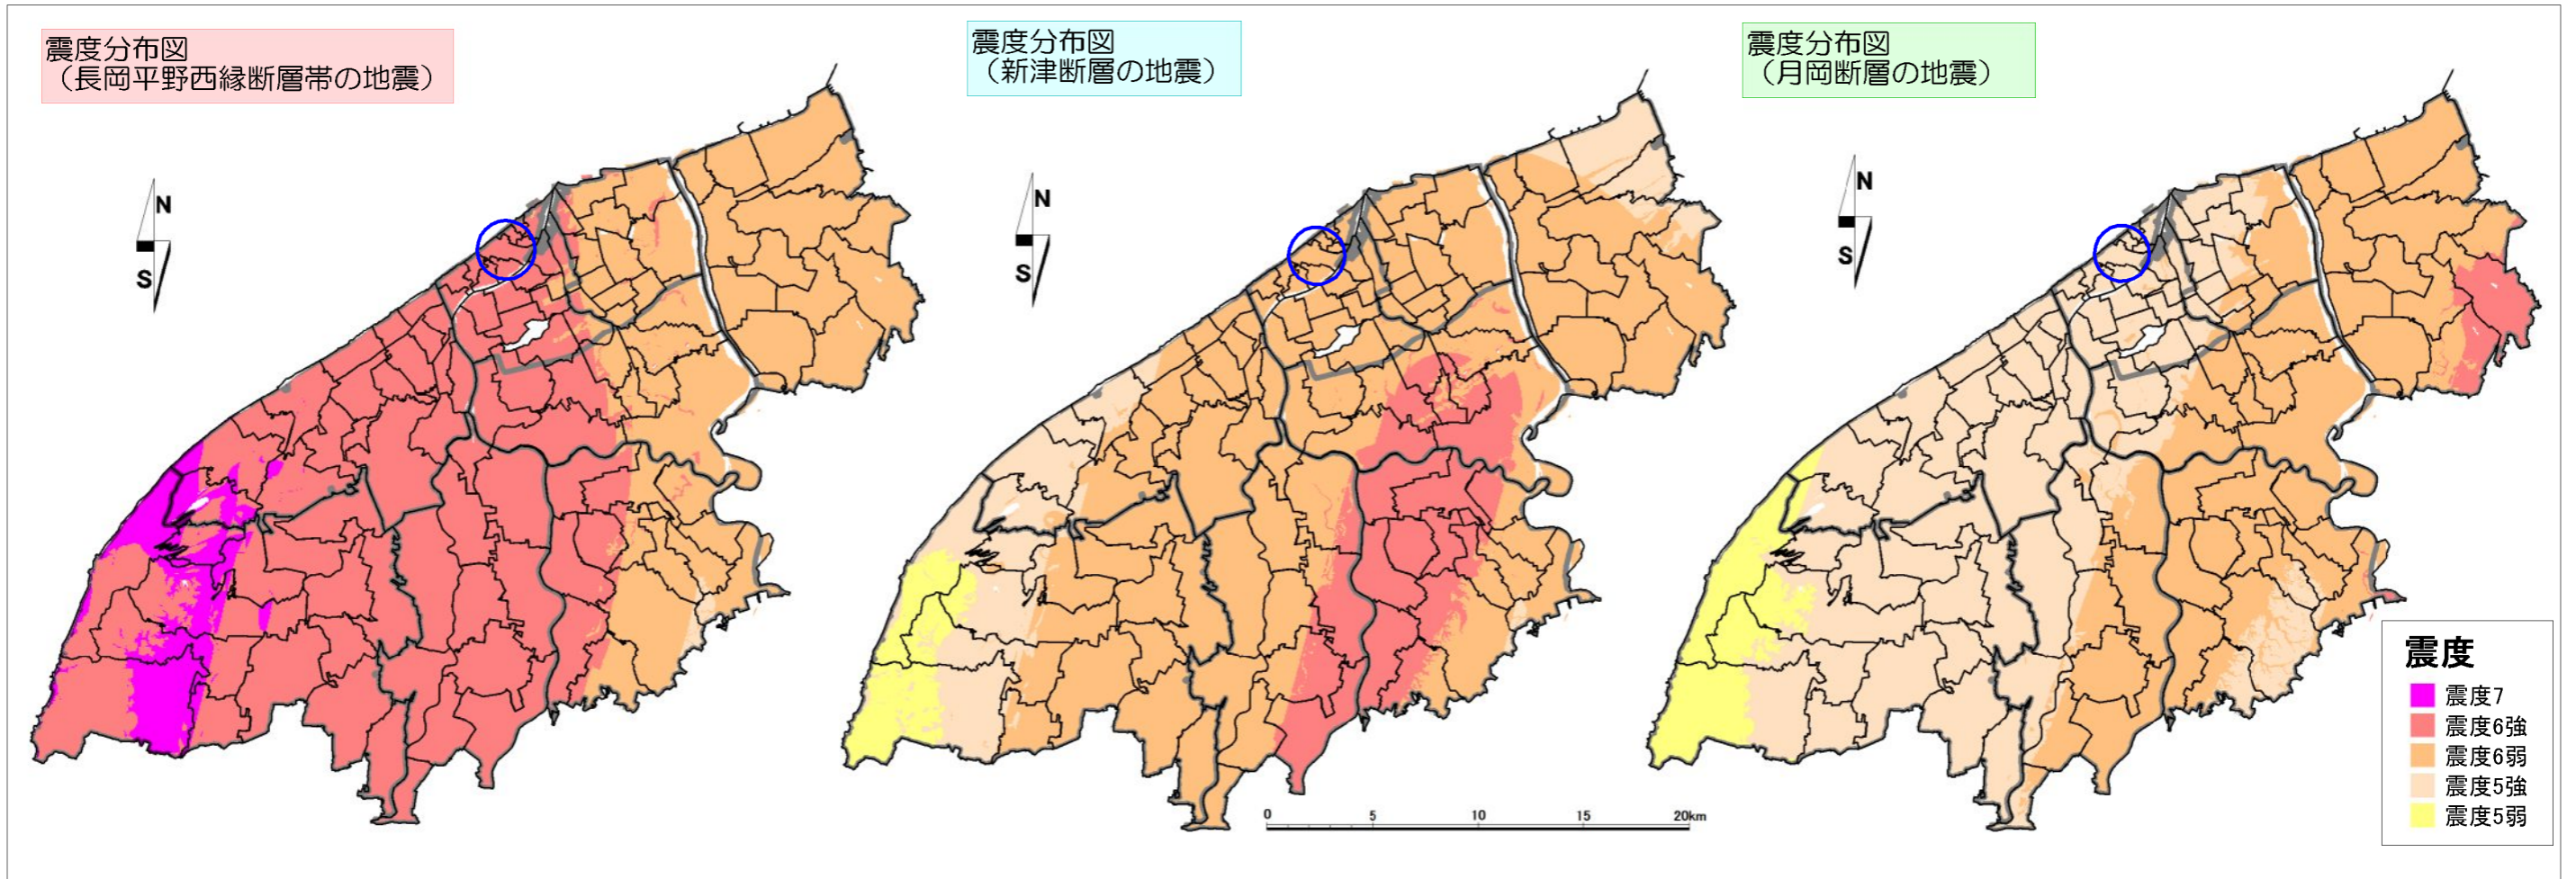 震度分布図
（長岡平野西縁断層帯の地震）
震度分布図
（新津断層の地震）
震度分布図
（月岡断層の地震）
N
S
N
S
N
S
0 5 10 15 20km
震度
震度7
震度6強
震度6弱
震度5強
震度5弱